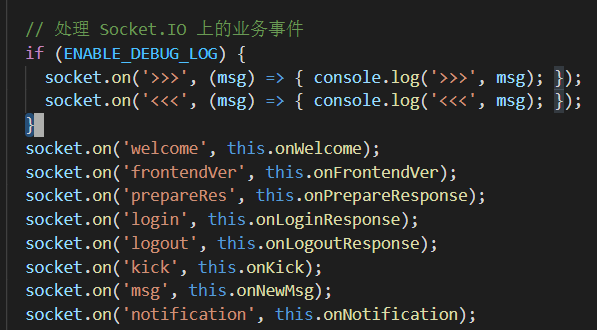 // 处理 Socket.IO 上的业务事件
if (ENABLE_DEBUG_LOG) {
  socket.on('>>>', (msg) => { console.log('>>>', msg); });
  socket.on('<<<', (msg) => { console.log('<<<', msg); });
}
socket.on('welcome', this.onWelcome);
socket.on('frontendVer', this.onFrontendVer);
socket.on('prepareRes', this.onPrepareResponse);
socket.on('login', this.onLoginResponse);
socket.on('logout', this.onLogoutResponse);
socket.on('kick', this.onKick);
socket.on('msg', this.onNewMsg);
socket.on('notification', this.onNotification);